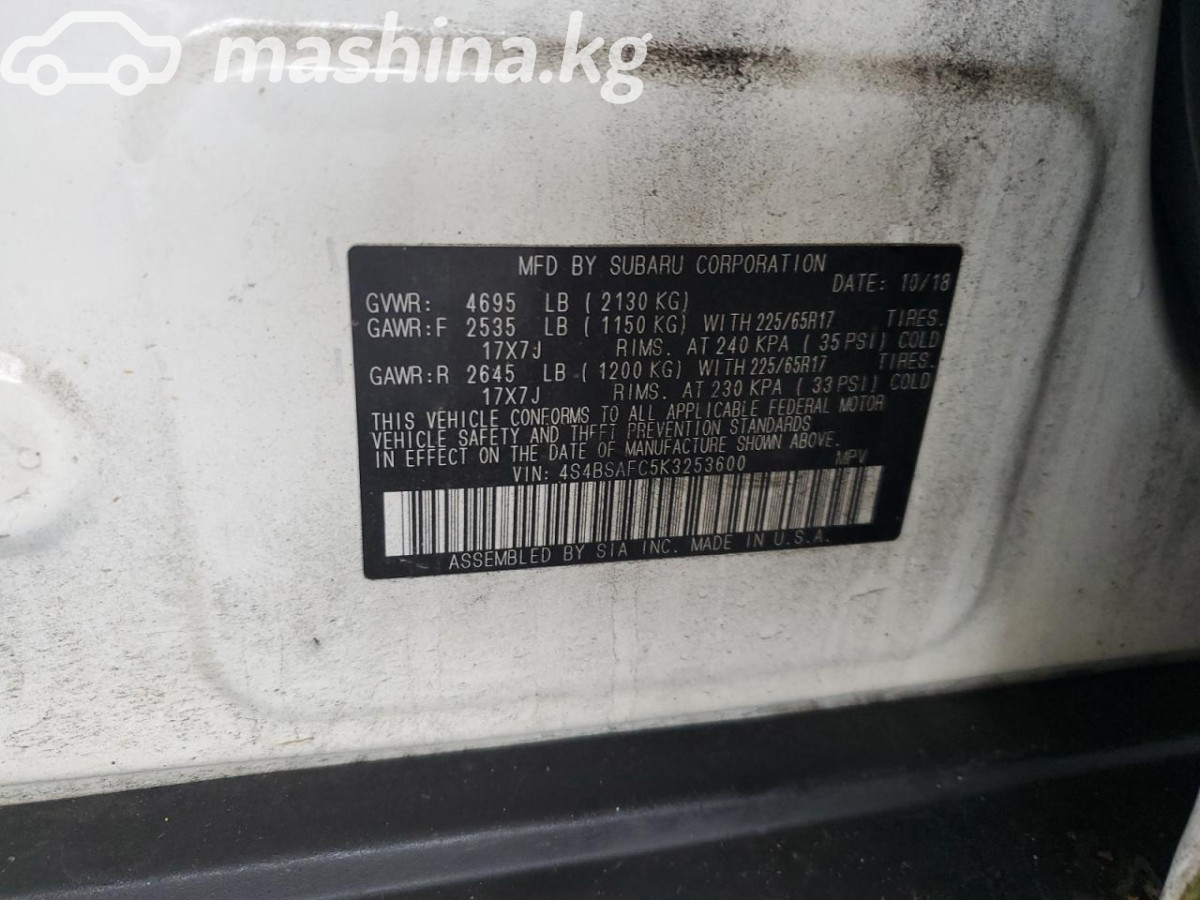 mashina.kg
MFD BY SUBARU CORPORATION
DATE: 10/18
GVWR: 4695 LB ( 2130 KG)
GAWR:F 2535 LB ( 1150 KG) WITH 225/65R17 TIRES.
17X7J RIMS. AT 240 KPA ( 35 PSI) COLD
GAWR:R 2645 LB ( 1200 KG) WITH 225/65R17 TIRES.
17X7J RIMS. AT 230 KPA ( 33 PSI) COLD
THIS VEHICLE CONFORMS TO ALL APPLICABLE FEDERAL MOTOR
VEHICLE SAFETY AND THEFT PREVENTION STANDARDS
IN EFFECT ON THE DATE OF MANUFACTURE SHOWN ABOVE.
VIN: 4S4BSAFC5K3253600 MPV
ASSEMBLED BY SIA INC. MADE IN U.S.A.